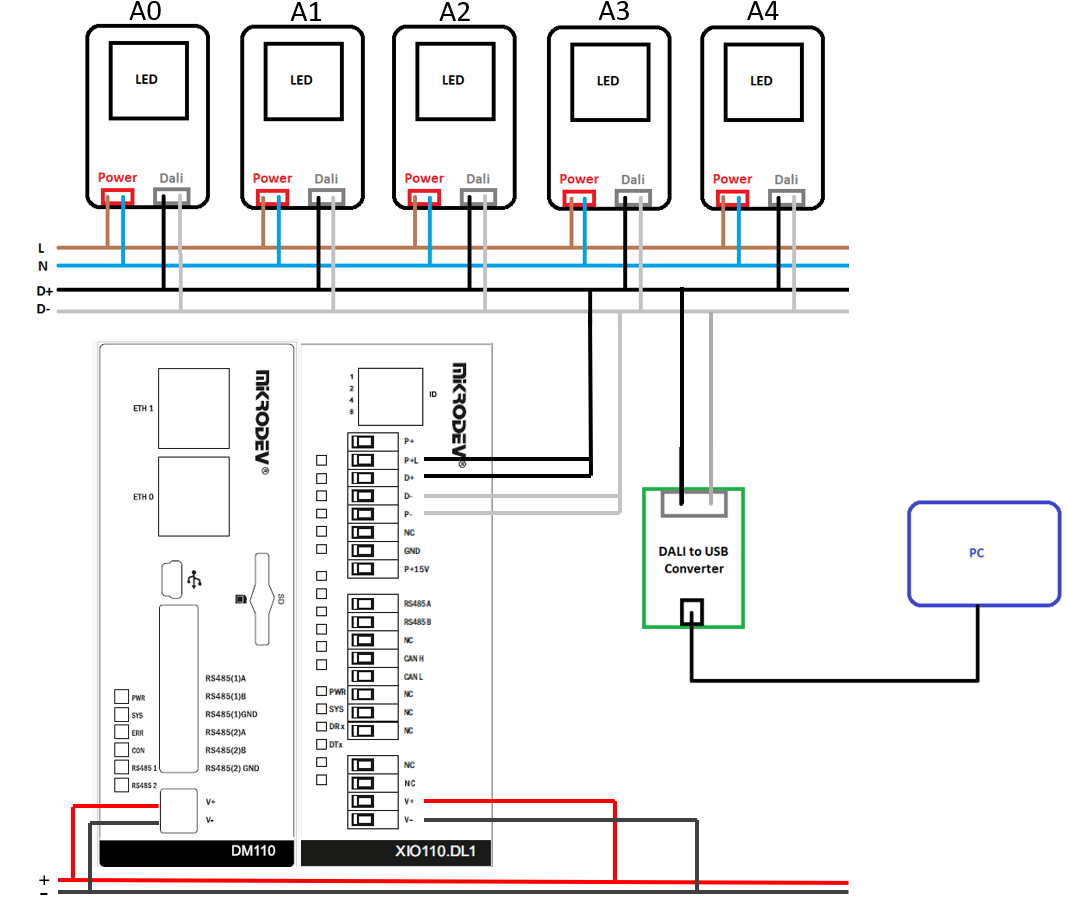 A0 A1 A2 A3 A4
LED LED LED LED LED
Power Dali Power Dali Power Dali Power Dali Power Dali
L
N
D+
D-
MiKRODEV®
ETH 1
ETH 0
SD
RS485(1)A
RS485(1)B
RS485(1)GND
RS485(2)A
RS485(2)B
RS485(2) GND
PWR
SYS
ERR
CON
RS485 1
RS485 2
V+
V-
DM110
1
2
4
8
ID
MiKRODEV®
P+
P+L
D+
D-
P-
NC
GND
P+15V
RS485A
RS485B
NC
CAN H
CAN L
NC
NC
NC
PWR
SYS
DRx
DTx
NC
NC
V+
V-
XIO110.DL1
DALI to USB
Converter
PC
+
-